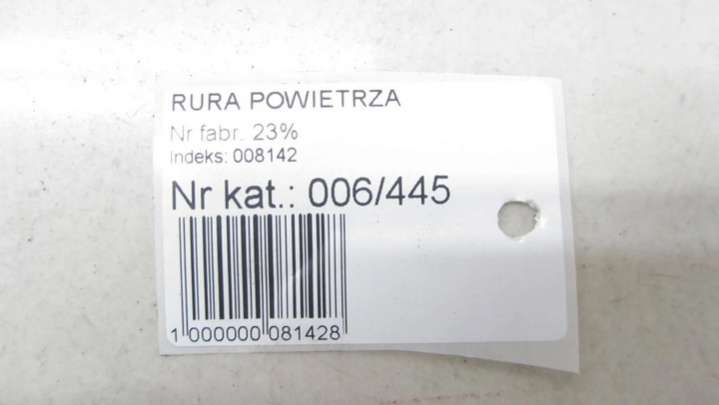 RURA POWIETRZA
Nr fabr. 23%
Indeks: 008142
Nr kat.: 006/445
1 000000 081428